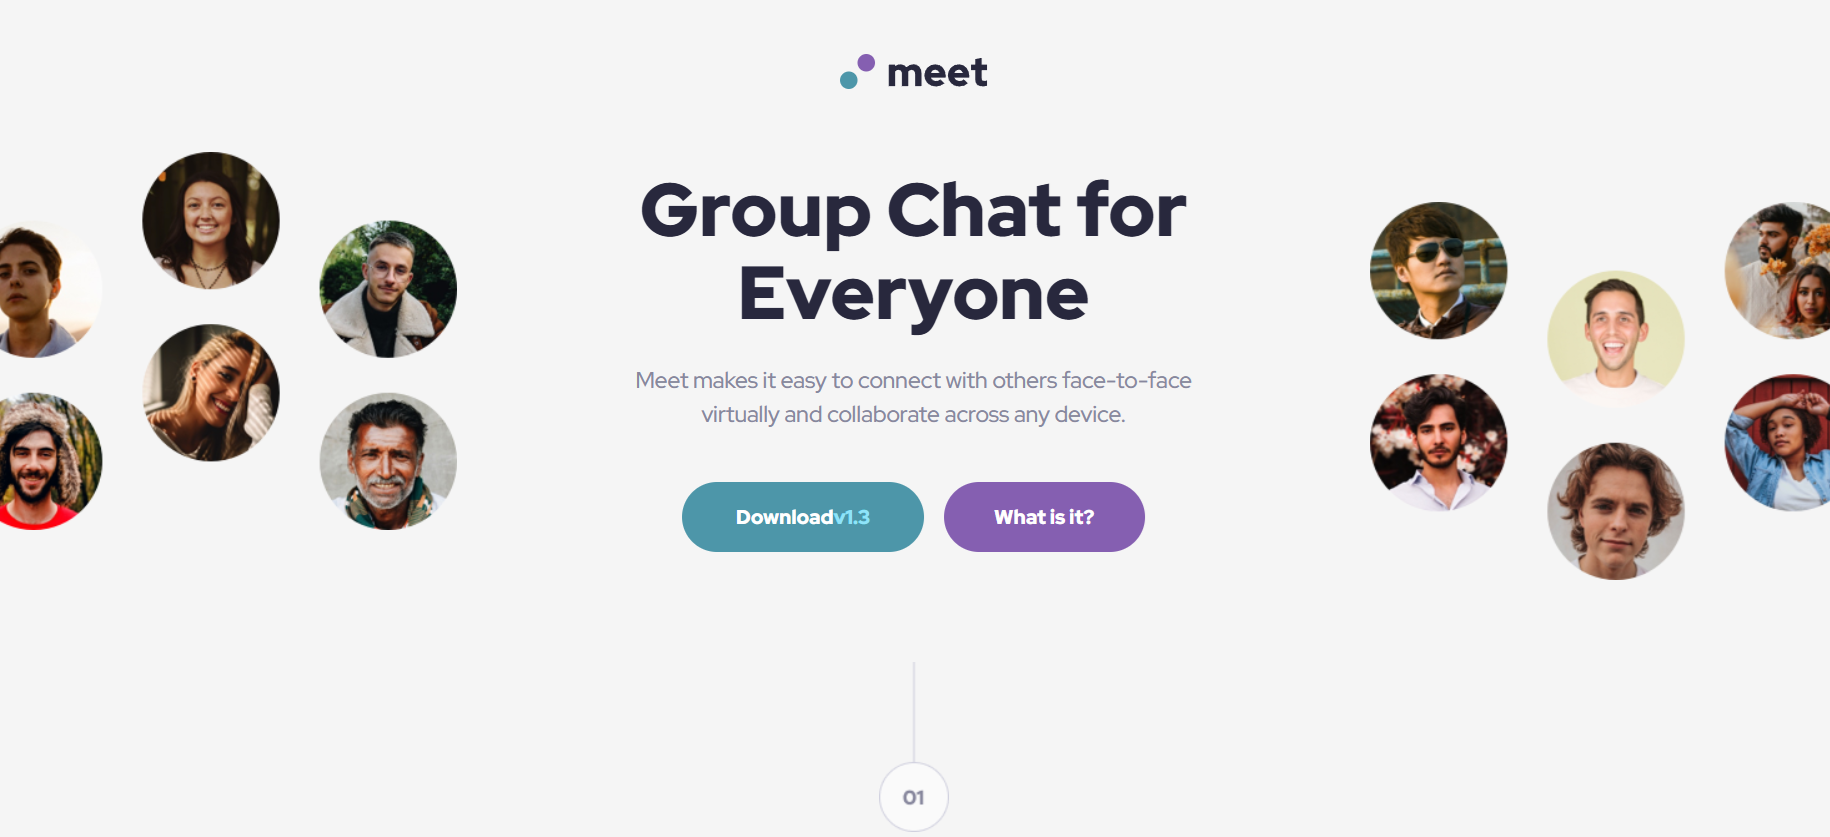 meet
Group Chat for
Everyone
Meet makes it easy to connect with others face-to-face
virtually and collaborate across any device.
Downloadv1.3
What is it?
01